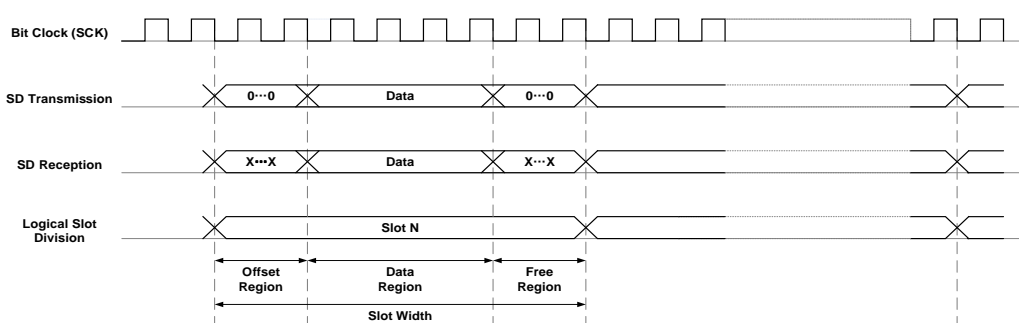 Bit Clock (SCK)
SD Transmission
0···0
Data
0···0
SD Reception
X···X
Data
X···X
Logical Slot
Division
Slot N
Offset
Region
Data
Region
Free
Region
Slot Width